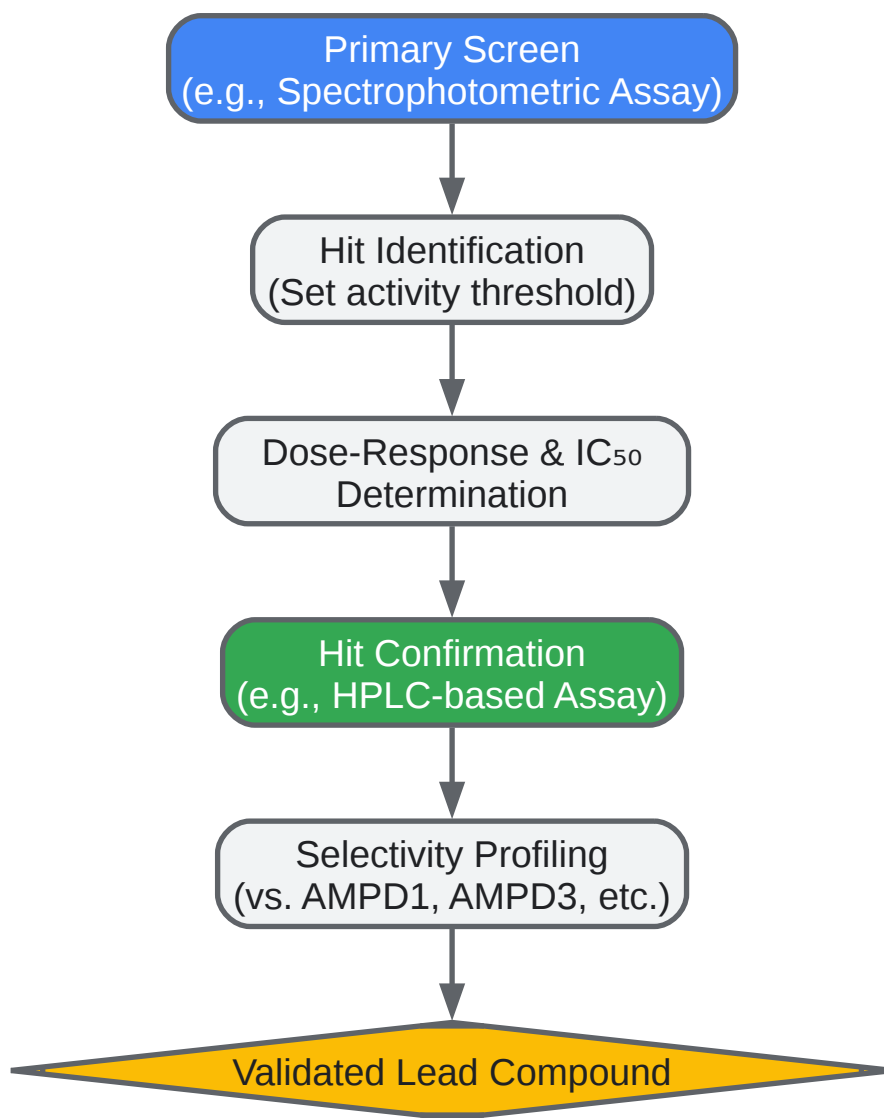 Primary Screen
(e.g., Spectrophotometric Assay)
Hit Identification
(Set activity threshold)
Dose-Response & IC₅₀
Determination
Hit Confirmation
(e.g., HPLC-based Assay)
Selectivity Profiling
(vs. AMPD1, AMPD3, etc.)
Validated Lead Compound